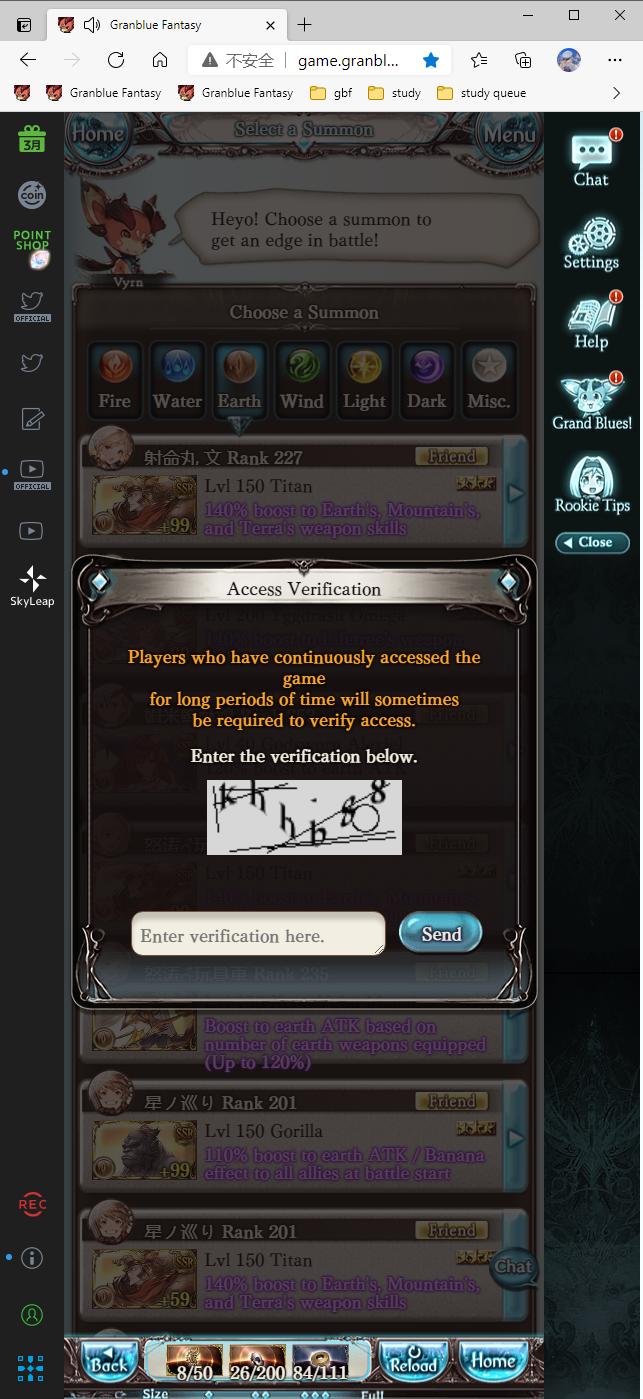 Granblue Fantasy
不安全 | game.granbl...
Granblue Fantasy
Granblue Fantasy
gbf
study
study queue
3月
coin
POINT
SHOP
OFFICIAL
OFFICIAL
SkyLeap
REC
Home
Select a Summon
Menu
Heyo! Choose a summon to
get an edge in battle!
Vyrn
Choose a Summon
Fire
Water
Earth
Wind
Light
Dark
Misc.
射命丸 文 Rank 227
Friend
Lvl 150 Titan
140% boost to Earth's, Mountain's,
and Terra's weapon skills
+99
Access Verification
Players who have continuously accessed the
game
for long periods of time will sometimes
be required to verify access.
Enter the verification below.
Enter verification here.
Send
Lvl 150 Titan
Rank 235
Boost to earth ATK based on
number of earth weapons equipped
(Up to 120%)
星ノ巡り Rank 201
Friend
SSR
Lvl 150 Gorilla
110% boost to earth ATK / Banana
effect to all allies at battle start
+99
星ノ巡り Rank 201
Friend
SSR
Lvl 150 Titan
140% boost to Earth's, Mountain's,
and Terra's weapon skills
+59
Chat
Back
8/50
26/200
84/111
Reload
Home
Size
Full
Chat
Settings
Help
Grand Blues!
Rookie Tips
Close